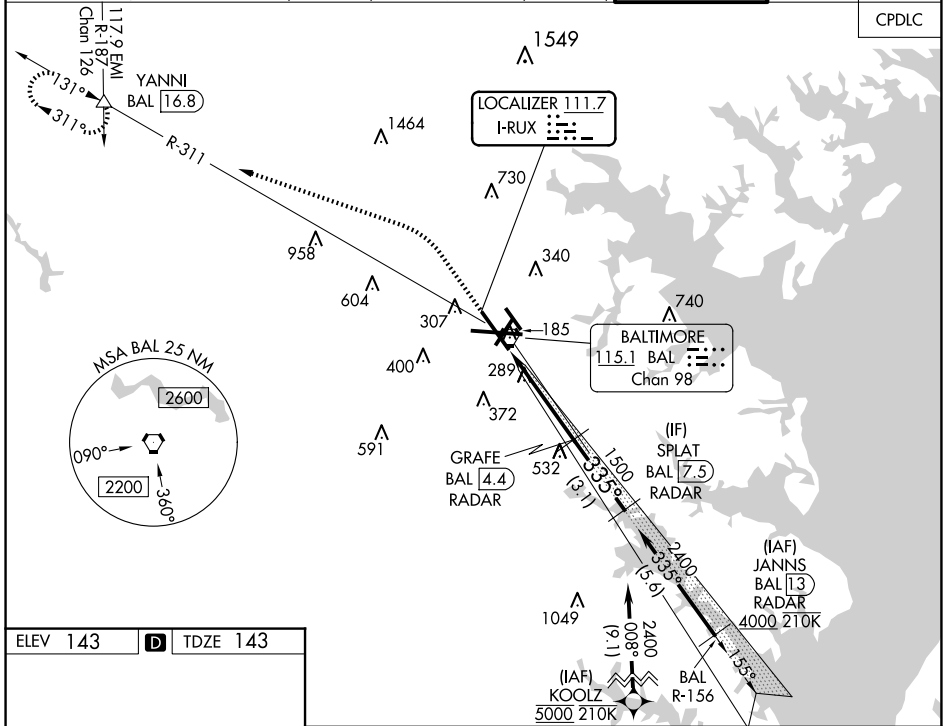 CPDLC
117.9 EMI
R-187
Chan 126
YANNI
BAL 16.8
131°
311°
R-311
1549
LOCALIZER 111.7
I-RUX
1464
730
958
340
604
307
740
185
BALTIMORE
115.1 BAL
Chan 98
400
289
372
591
MSA BAL 25 NM
2600
090°
2200
360°
GRAFE
BAL 4.4
RADAR
532
335°
(3.1)
1500
(IF)
SPLAT
BAL 7.5
RADAR
2400
335°
(5.6)
(IAF)
JANNS
BAL 13
RADAR
4000 210K
155°
BAL
R-156
1049
2400
008°
(9.1)
(IAF)
KOOLZ
5000 210K
ELEV 143 D TDZE 143